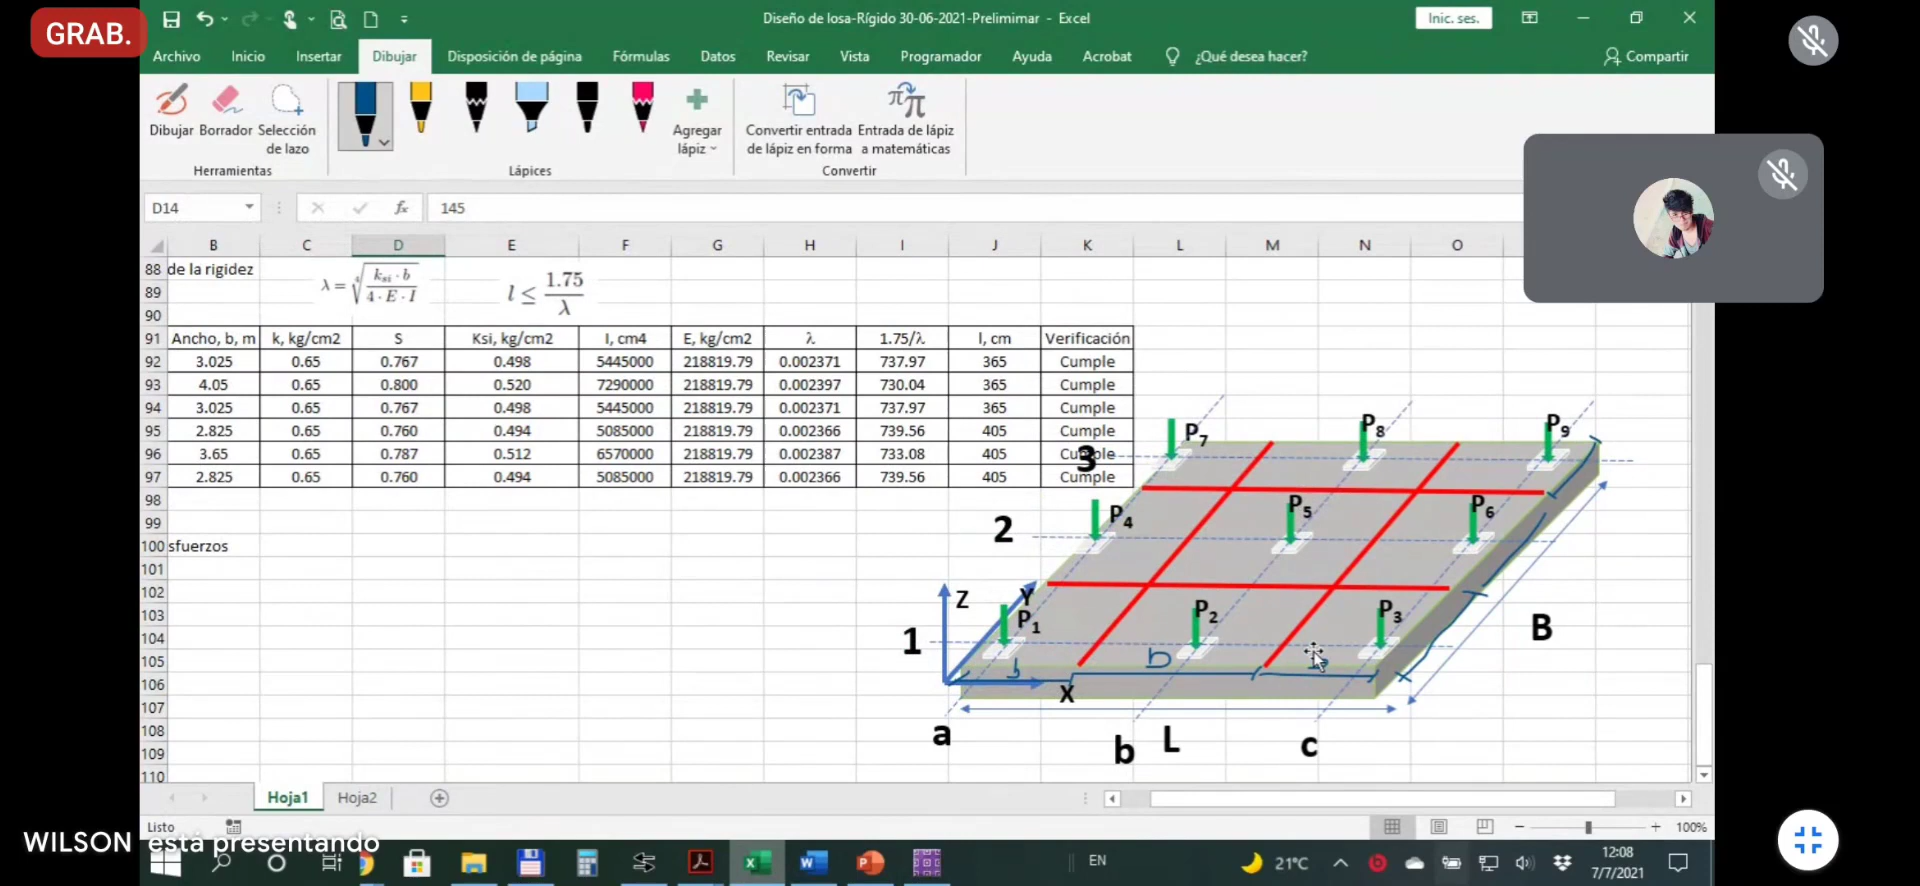 GRAB.
Diseño de losa-Rígido 30-06-2021-Prelimimar - Excel
Inic. ses.
Archivo Inicio Insertar Dibujar Disposición de página Fórmulas Datos Revisar Vista Programador Ayuda Acrobat ¿Qué desea hacer? Compartir
Dibujar Borrador Selección de lazo
Agregar lápiz
Convertir entrada de lápiz en forma
Entrada de lápiz a matemáticas
Herramientas Lápices Convertir
D14 fx 145
B C D E F G H I J K L M N O
88 de la rigidez
λ = ∜(k_si · b / 4 · E · I)
l ≤ 1.75/λ
89
90
91 Ancho, b, m k, kg/cm2 S Ksi, kg/cm2 I, cm4 E, kg/cm2 λ 1.75/λ l, cm Verificación
92 3.025 0.65 0.767 0.498 5445000 218819.79 0.002371 737.97 365 Cumple
93 4.05 0.65 0.800 0.520 7290000 218819.79 0.002397 730.04 365 Cumple
94 3.025 0.65 0.767 0.498 5445000 218819.79 0.002371 737.97 365 Cumple
95 2.825 0.65 0.760 0.494 5085000 218819.79 0.002366 739.56 405 Cumple
96 3.65 0.65 0.787 0.512 6570000 218819.79 0.002387 733.08 405 Cumple
97 2.825 0.65 0.760 0.494 5085000 218819.79 0.002366 739.56 405 Cumple
98
99
100 sfuerzos
101
102
103
104
105
106
107
108
109
110
P7 P8 P9
3
P4 P5 P6
2
Z Y
P1 P2 P3
1
B
b b
X
a b L c
Hoja1 Hoja2
Listo
100%
WILSON está presentando
EN
21°C
12:08
7/7/2021